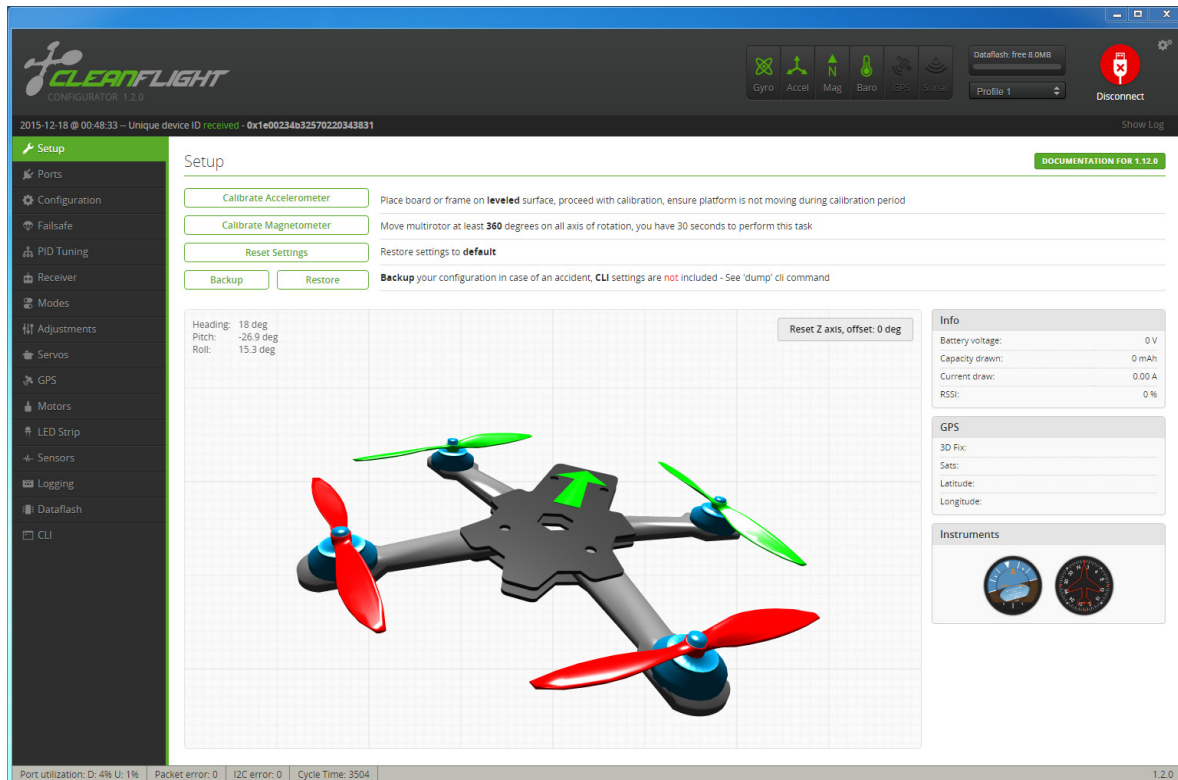 CLEANFLIGHT
CONFIGURATOR 1.2.0
Gyro Accel Mag Baro GPS Sonar
Dataflash: free 8.0MB
Profile 1
Disconnect
2015-12-18 @ 00:48:33 -- Unique device ID received - 0x1e00234b32570220343831
Show Log
Setup
Ports
Configuration
Failsafe
PID Tuning
Receiver
Modes
Adjustments
Servos
GPS
Motors
LED Strip
Sensors
Logging
Dataflash
CLI
Setup
DOCUMENTATION FOR 1.12.0
Calibrate Accelerometer Place board or frame on leveled surface, proceed with calibration, ensure platform is not moving during calibration period
Calibrate Magnetometer Move multirotor at least 360 degrees on all axis of rotation, you have 30 seconds to perform this task
Reset Settings Restore settings to default
Backup Restore Backup your configuration in case of an accident, CLI settings are not included - See 'dump' cli command
Heading: 18 deg
Pitch: -26.9 deg
Roll: 15.3 deg
Reset Z axis, offset: 0 deg
Info
Battery voltage: 0 V
Capacity drawn: 0 mAh
Current draw: 0.00 A
RSSI: 0 %
GPS
3D Fix:
Sats:
Latitude:
Longitude:
Instruments
Port utilization: D: 4% U: 1% Packet error: 0 I2C error: 0 Cycle Time: 3504 1.2.0